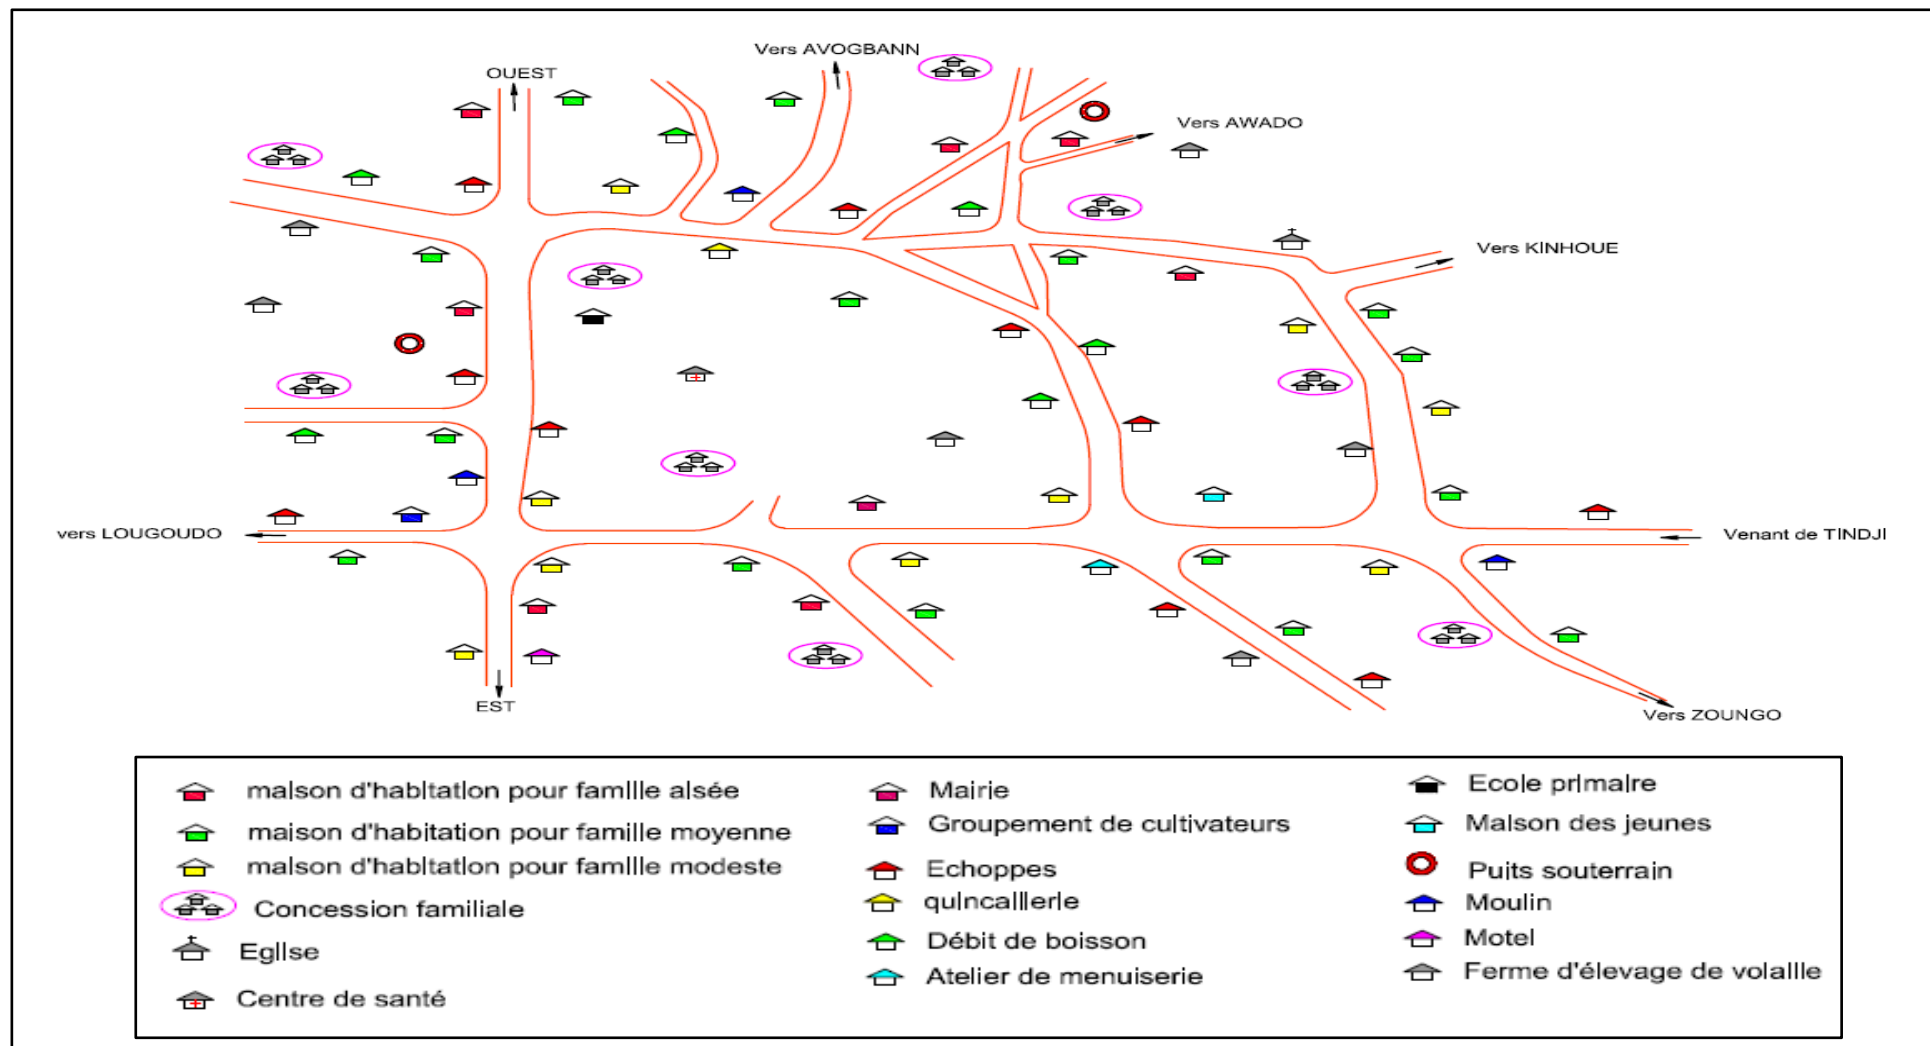 Vers AVOGBANN
OUEST
Vers AWADO
Vers KINHOUE
vers LOUGOUDO
Venant de TINDJI
EST
Vers ZOUNGO
maison d'habitation pour famille aisée
maison d'habitation pour famille moyenne
maison d'habitation pour famille modeste
Concession familiale
Eglise
Centre de santé
Mairie
Groupement de cultivateurs
Echoppes
quincaillerie
Débit de boisson
Atelier de menuiserie
Ecole primaire
Maison des jeunes
Puits souterrain
Moulin
Motel
Ferme d'élevage de volaille